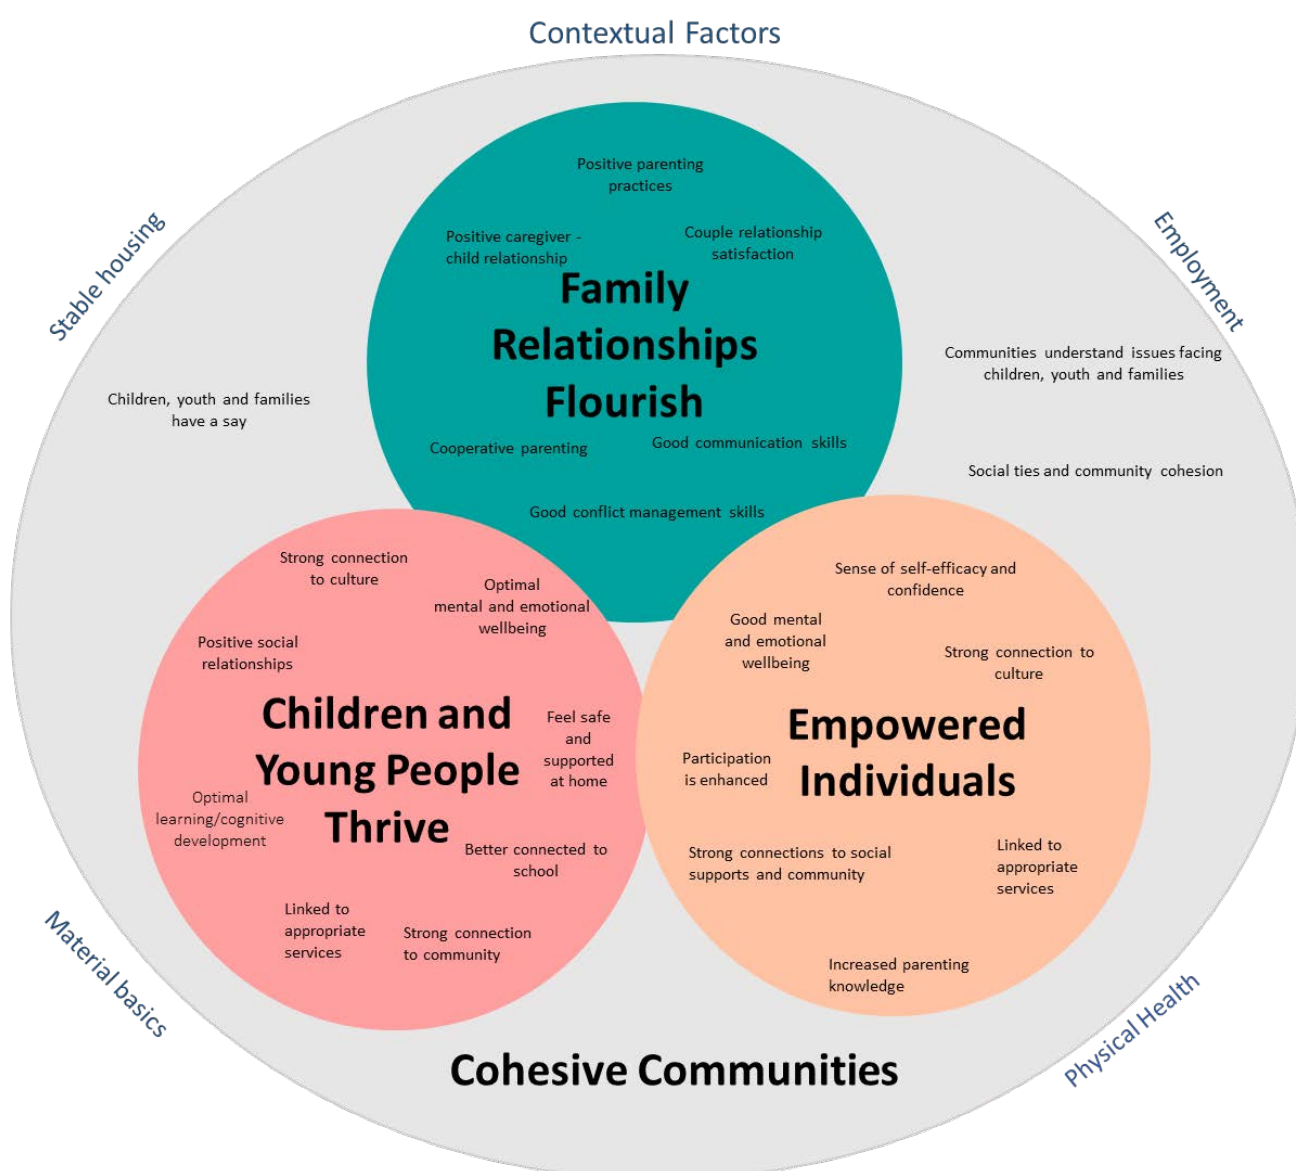 Contextual Factors
Stable housing
Employment
Positive parenting
practices
Positive caregiver -
child relationship
Couple relationship
satisfaction
Family
Relationships
Flourish
Cooperative parenting
Good communication skills
Good conflict management skills
Children, youth and families
have a say
Communities understand issues facing
children, youth and families
Social ties and community cohesion
Strong connection
to culture
Optimal
mental and emotional
wellbeing
Positive social
relationships
Children and
Young People
Thrive
Feel safe
and
supported
at home
Optimal
learning/cognitive
development
Better connected to
school
Linked to
appropriate
services
Strong connection
to community
Sense of self-efficacy and
confidence
Good mental
and emotional
wellbeing
Strong connection to
culture
Empowered
Individuals
Participation
is enhanced
Strong connections to social
supports and community
Linked to
appropriate
services
Increased parenting
knowledge
Material basics
Physical Health
Cohesive Communities